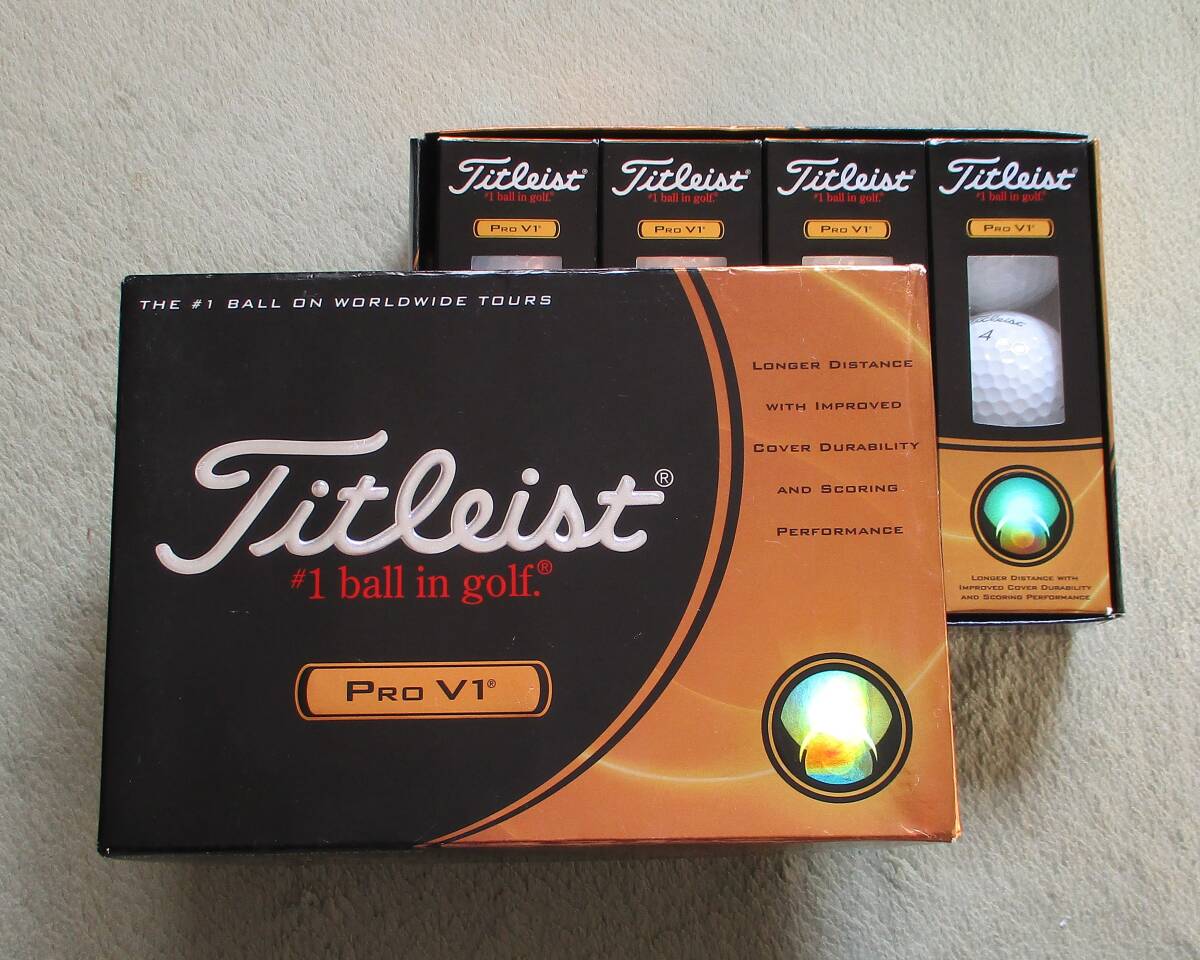 Titleist®
#1 ball in golf.®
PRO V1®
Titleist®
#1 ball in golf.®
PRO V1®
Titleist®
#1 ball in golf.®
PRO V1®
Titleist®
#1 ball in golf.®
PRO V1®
Titleist
4
LONGER DISTANCE WITH
IMPROVED COVER DURABILITY
AND SCORING PERFORMANCE
THE #1 BALL ON WORLDWIDE TOURS
Titleist®
#1 ball in golf.®
PRO V1®
LONGER DISTANCE
WITH IMPROVED
COVER DURABILITY
AND SCORING
PERFORMANCE